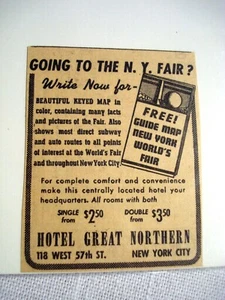 GOING TO THE N. Y. FAIR?
Write Now for-
BEAUTIFUL KEYED MAP in
color, containing many facts
and pictures of the Fair. Also
shows most direct subway
and auto routes to all points
of interest at the World's Fair
and throughout New York City.
FREE!
GUIDE MAP
NEW YORK
WORLD'S
FAIR
For complete comfort and convenience
make this centrally located hotel your
headquarters. All rooms with bath
SINGLE from $2.50 DOUBLE from $3.50
HOTEL GREAT NORTHERN
118 WEST 57th ST. NEW YORK CITY